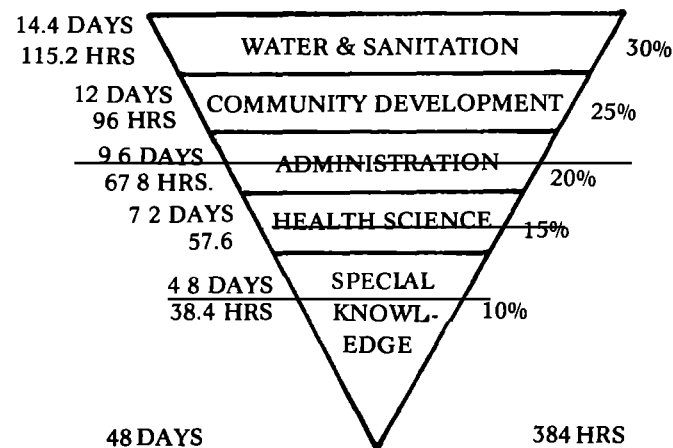 14.4 DAYS
115.2 HRS
WATER & SANITATION
30%
12 DAYS
96 HRS
COMMUNITY DEVELOPMENT
25%
9 6 DAYS
67 8 HRS.
ADMINISTRATION
20%
7 2 DAYS
57.6
HEALTH SCIENCE
15%
4 8 DAYS
38.4 HRS
SPECIAL
KNOWL-
EDGE
10%
48 DAYS
384 HRS